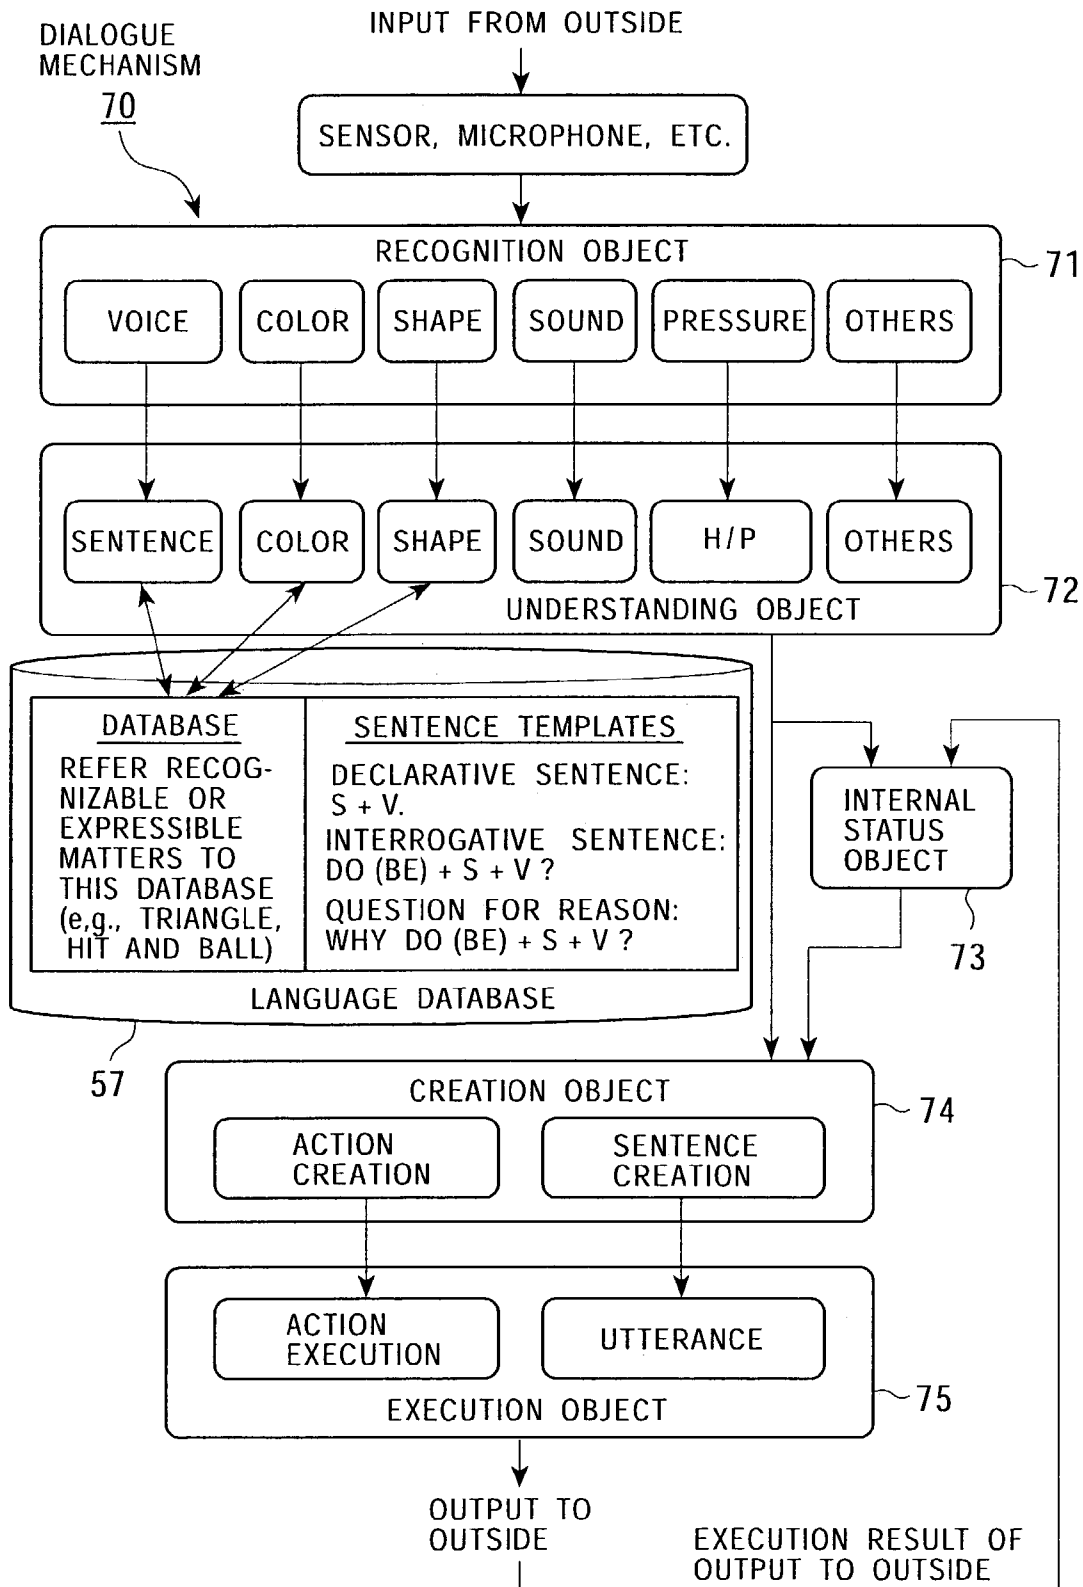 INPUT FROM OUTSIDE
DIALOGUE
MECHANISM
70
SENSOR, MICROPHONE, ETC.
RECOGNITION OBJECT
71
VOICE
COLOR
SHAPE
SOUND
PRESSURE
OTHERS
SENTENCE
COLOR
SHAPE
SOUND
H/P
OTHERS
UNDERSTANDING OBJECT
72
DATABASE
REFER RECOG-
NIZABLE OR
EXPRESSIBLE
MATTERS TO
THIS DATABASE
(e,g., TRIANGLE,
HIT AND BALL)
SENTENCE TEMPLATES
DECLARATIVE SENTENCE:
S + V.
INTERROGATIVE SENTENCE:
DO (BE) + S + V ?
QUESTION FOR REASON:
WHY DO (BE) + S + V ?
LANGUAGE DATABASE
57
INTERNAL
STATUS
OBJECT
73
CREATION OBJECT
74
ACTION
CREATION
SENTENCE
CREATION
ACTION
EXECUTION
UTTERANCE
EXECUTION OBJECT
75
OUTPUT TO
OUTSIDE
EXECUTION RESULT OF
OUTPUT TO OUTSIDE